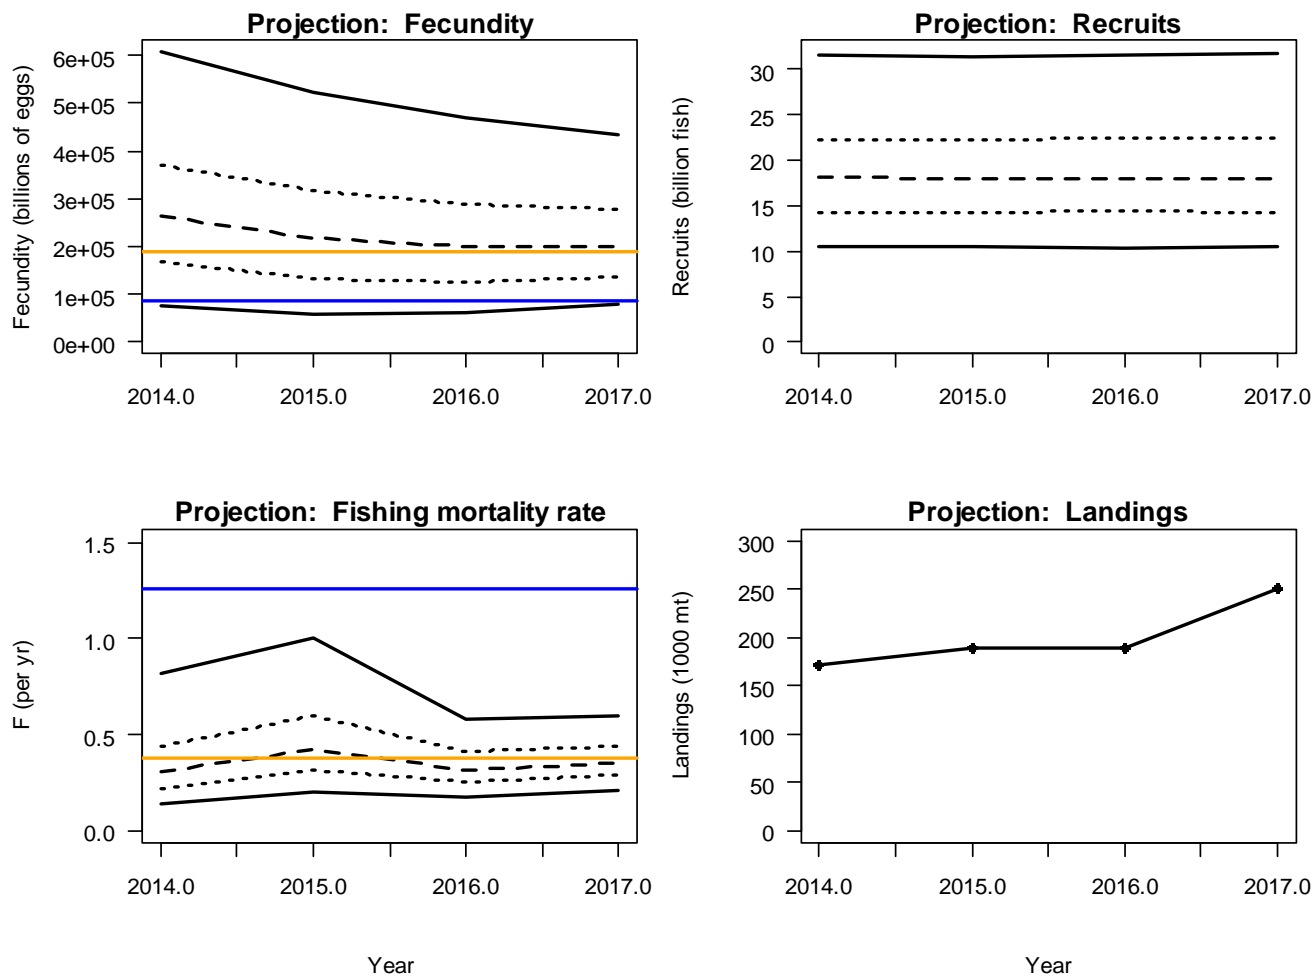 Projection: Fecundity
Fecundity (billions of eggs)
6e+05
5e+05
4e+05
3e+05
2e+05
1e+05
0e+00
2014.0 2015.0 2016.0 2017.0
Projection: Recruits
Recruits (billion fish)
30
25
20
15
10
5
0
2014.0 2015.0 2016.0 2017.0
Projection: Fishing mortality rate
F (per yr)
1.5
1.0
0.5
0.0
2014.0 2015.0 2016.0 2017.0
Year
Projection: Landings
Landings (1000 mt)
300
250
200
150
100
50
0
2014.0 2015.0 2016.0 2017.0
Year